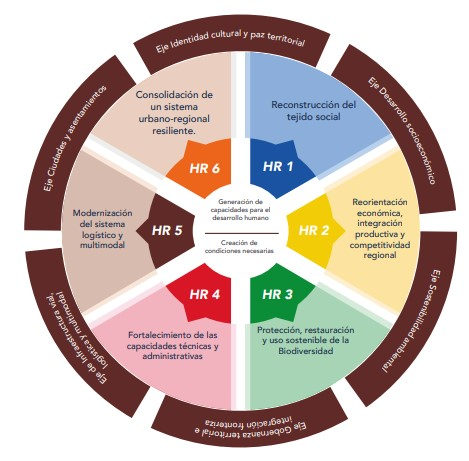 Eje Identidad cultural y paz territorial
Eje Desarrollo socioeconómico
Eje Sostenibilidad ambiental
Eje Gobernanza territorial e
integración fronteriza
Eje de Infraestructura vial,
logística y multimodal
Eje Ciudades y asentamientos
Reconstrucción del
tejido social
HR 1
Reorientación
económica,
integración
productiva y
competitividad
regional
HR 2
Protección, restauración
y uso sostenible de la
Biodiversidad
HR 3
Fortalecimiento de las
capacidades técnicas y
administrativas
HR 4
Modernización
del sistema
logístico y
multimodal
HR 5
Consolidación de
un sistema
urbano-regional
resiliente.
HR 6
Generación de
capacidades para el
desarrollo humano
Creación de
condiciones necesarias